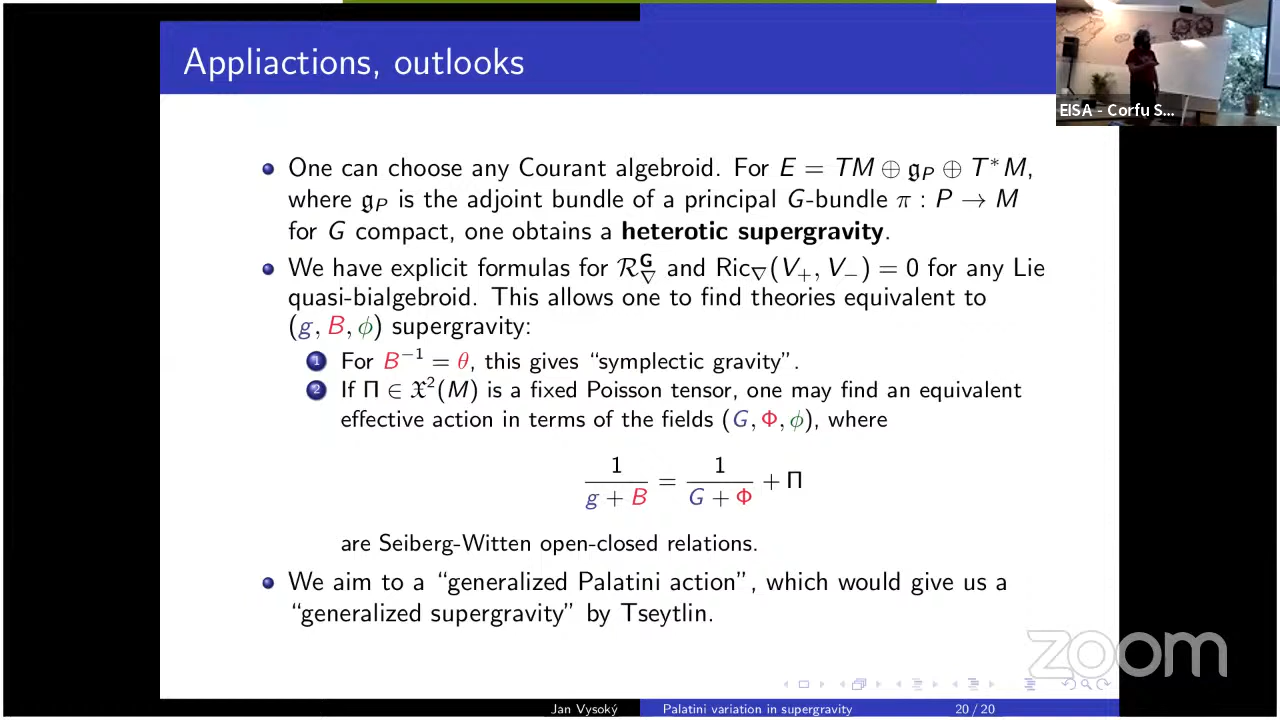 Appliactions, outlooks
EISA - Corfu S...
One can choose any Courant algebroid. For E = TM ⊕ 𝔤_P ⊕ T*M,
where 𝔤_P is the adjoint bundle of a principal G-bundle π : P → M
for G compact, one obtains a heterotic supergravity.
We have explicit formulas for ℛ^G_∇ and Ric_∇(V₊, V₋) = 0 for any Lie
quasi-bialgebroid. This allows one to find theories equivalent to
(g, B, ϕ) supergravity:
1 For B⁻¹ = θ, this gives “symplectic gravity”.
2 If Π ∈ 𝔛²(M) is a fixed Poisson tensor, one may find an equivalent
effective action in terms of the fields (G, Φ, ϕ), where
1/(g + B) = 1/(G + Φ) + Π
are Seiberg-Witten open-closed relations.
We aim to a “generalized Palatini action”, which would give us a
“generalized supergravity” by Tseytlin.
zoom
Jan Vysoký Palatini variation in supergravity 20 / 20